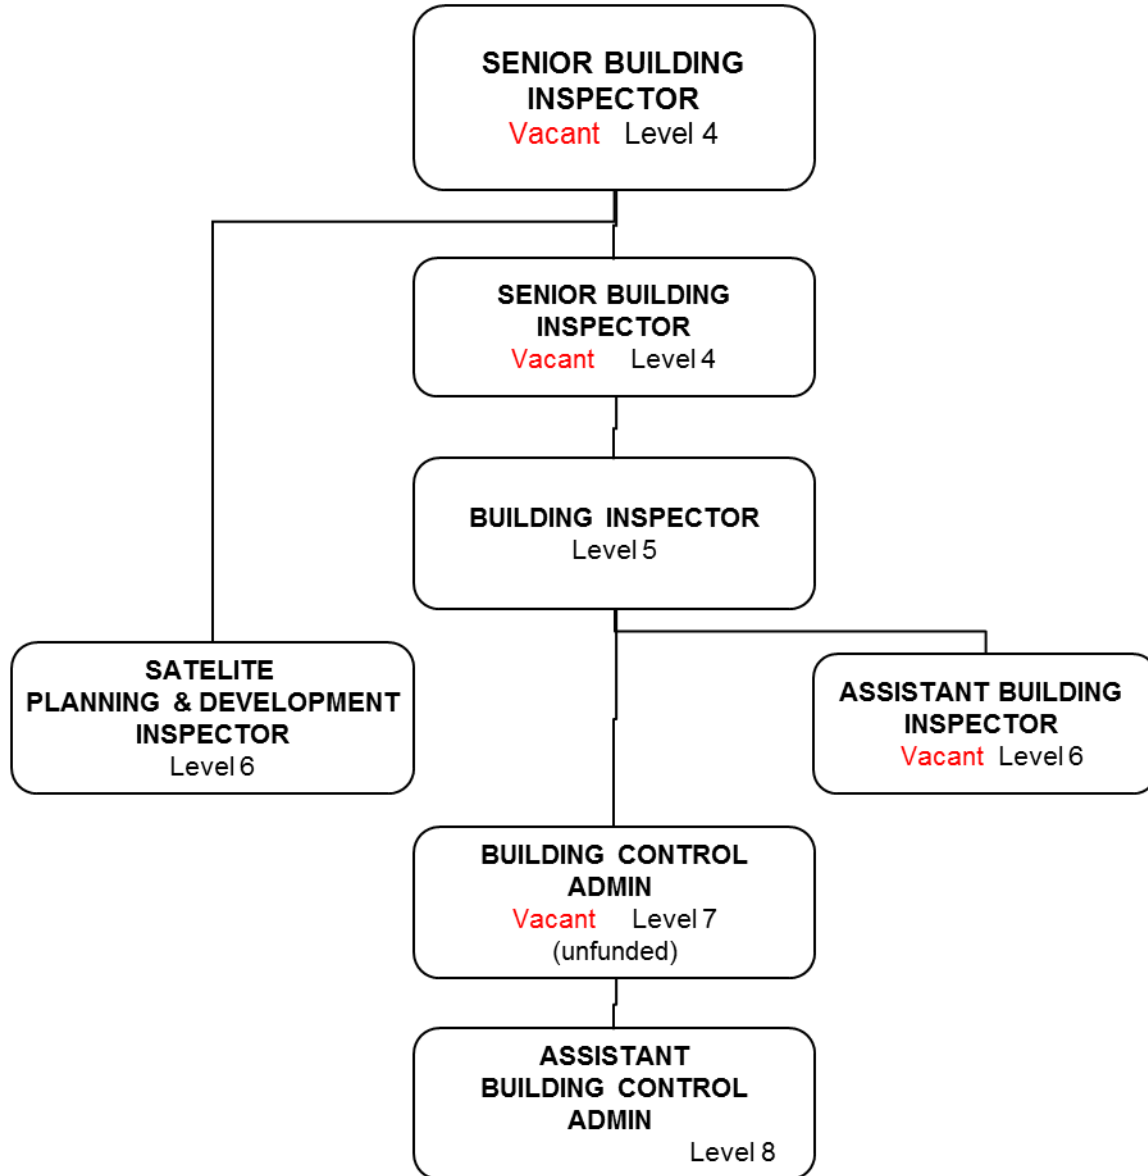 SENIOR BUILDING
INSPECTOR
Vacant Level 4
SENIOR BUILDING
INSPECTOR
Vacant Level 4
BUILDING INSPECTOR
Level 5
SATELITE
PLANNING & DEVELOPMENT
INSPECTOR
Level 6
ASSISTANT BUILDING
INSPECTOR
Vacant Level 6
BUILDING CONTROL
ADMIN
Vacant Level 7
(unfunded)
ASSISTANT
BUILDING CONTROL
ADMIN
Level 8